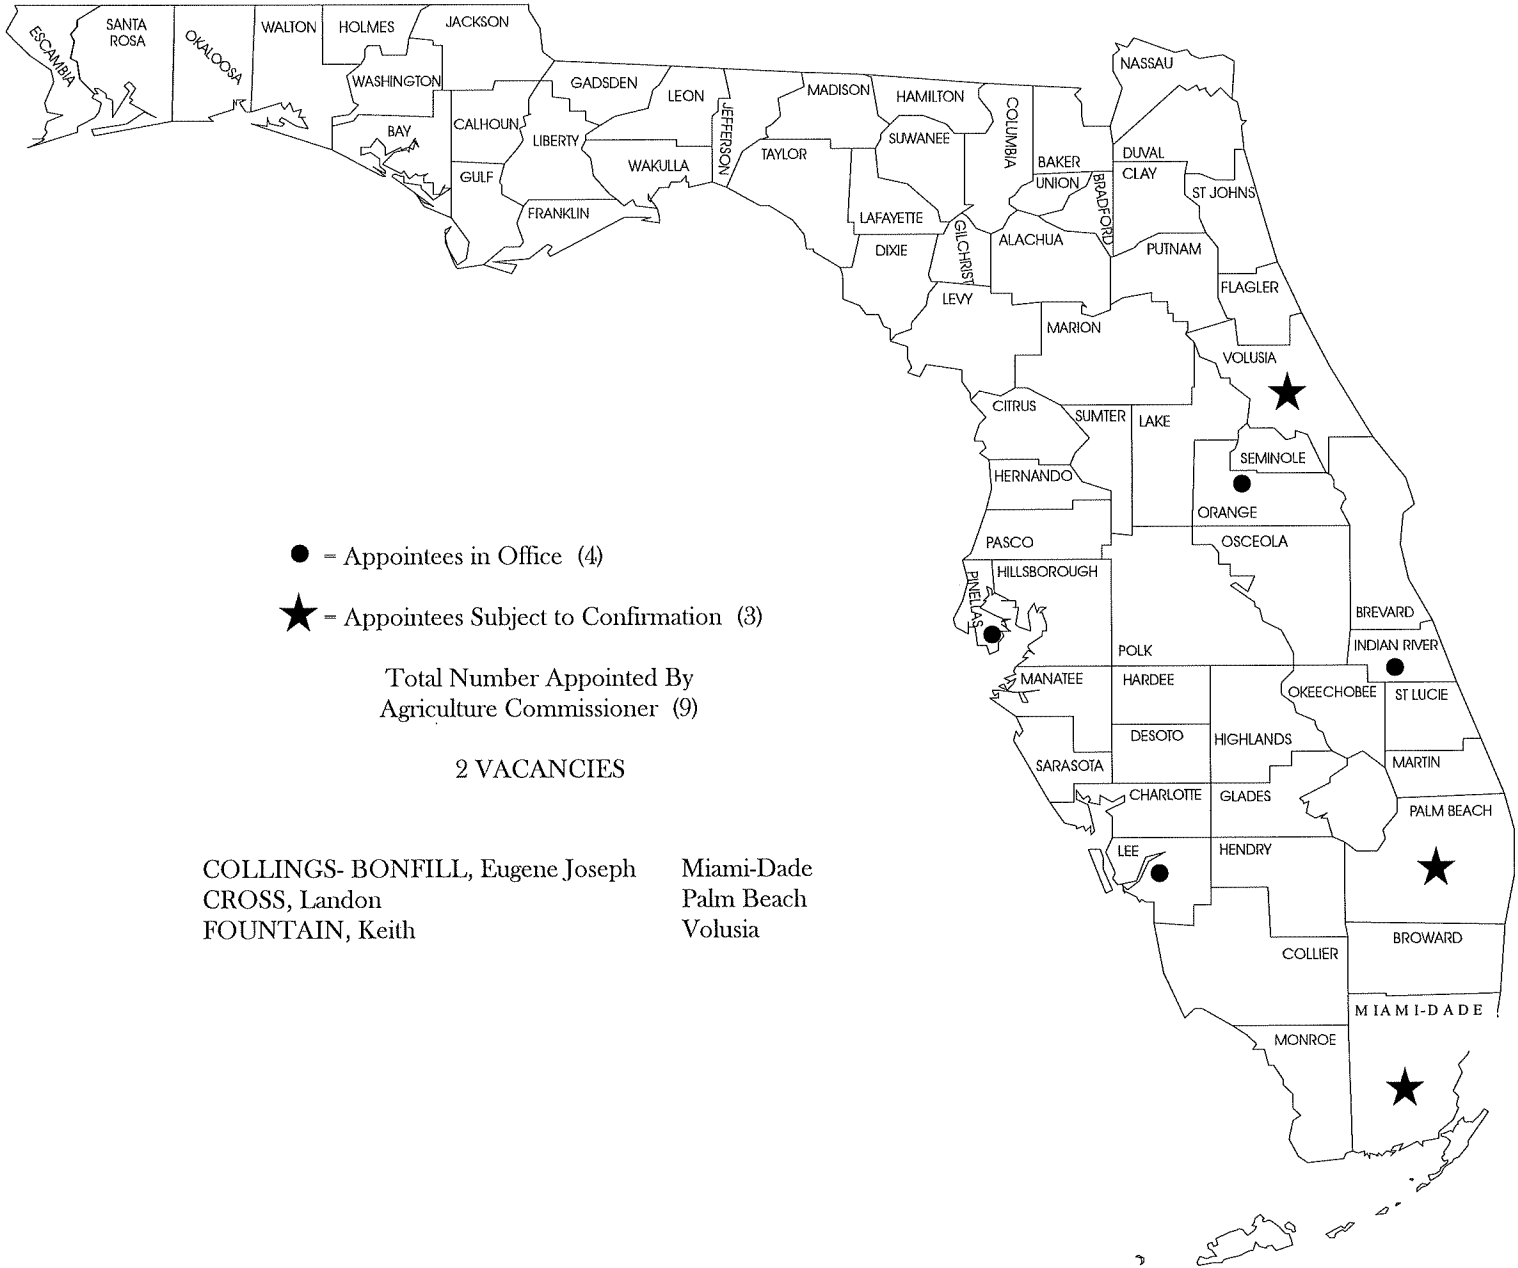 ESCAMBIA
SANTA
ROSA
OKALOOSA
WALTON
HOLMES
JACKSON
WASHINGTON
BAY
CALHOUN
GULF
LIBERTY
GADSDEN
LEON
JEFFERSON
WAKULLA
FRANKLIN
MADISON
TAYLOR
HAMILTON
SUWANEE
LAFAYETTE
DIXIE
COLUMBIA
GILCHRIST
LEVY
BAKER
UNION
BRADFORD
ALACHUA
NASSAU
DUVAL
CLAY
ST JOHNS
PUTNAM
FLAGLER
MARION
VOLUSIA
CITRUS
SUMTER
LAKE
SEMINOLE
HERNANDO
ORANGE
PASCO
OSCEOLA
PINELLAS
HILLSBOROUGH
BREVARD
POLK
INDIAN RIVER
MANATEE
HARDEE
OKEECHOBEE
ST LUCIE
DESOTO
HIGHLANDS
SARASOTA
MARTIN
CHARLOTTE
GLADES
PALM BEACH
LEE
HENDRY
BROWARD
COLLIER
MIAMI-DADE
MONROE
= Appointees in Office (4)
= Appointees Subject to Confirmation (3)
Total Number Appointed By
Agriculture Commissioner (9)
2 VACANCIES
COLLINGS- BONFILL, Eugene Joseph Miami-Dade
CROSS, Landon Palm Beach
FOUNTAIN, Keith Volusia